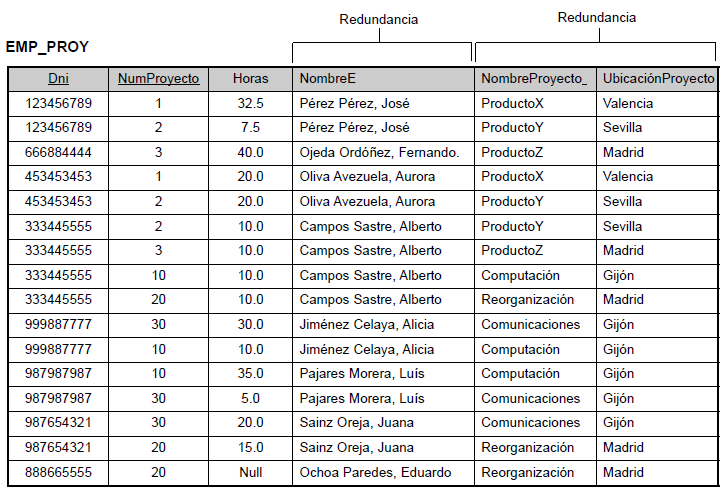 Redundancia Redundancia
EMP_PROY
Dni NumProyecto Horas NombreE NombreProyecto_ UbicaciónProyecto
123456789 1 32.5 Pérez Pérez, José ProductoX Valencia
123456789 2 7.5 Pérez Pérez, José ProductoY Sevilla
666884444 3 40.0 Ojeda Ordóñez, Fernando. ProductoZ Madrid
453453453 1 20.0 Oliva Avezuela, Aurora ProductoX Valencia
453453453 2 20.0 Oliva Avezuela, Aurora ProductoY Sevilla
333445555 2 10.0 Campos Sastre, Alberto ProductoY Sevilla
333445555 3 10.0 Campos Sastre, Alberto ProductoZ Madrid
333445555 10 10.0 Campos Sastre, Alberto Computación Gijón
333445555 20 10.0 Campos Sastre, Alberto Reorganización Madrid
999887777 30 30.0 Jiménez Celaya, Alicia Comunicaciones Gijón
999887777 10 10.0 Jiménez Celaya, Alicia Computación Gijón
987987987 10 35.0 Pajares Morera, Luís Computación Gijón
987987987 30 5.0 Pajares Morera, Luís Comunicaciones Gijón
987654321 30 20.0 Sainz Oreja, Juana Comunicaciones Gijón
987654321 20 15.0 Sainz Oreja, Juana Reorganización Madrid
888665555 20 Null Ochoa Paredes, Eduardo Reorganización Madrid